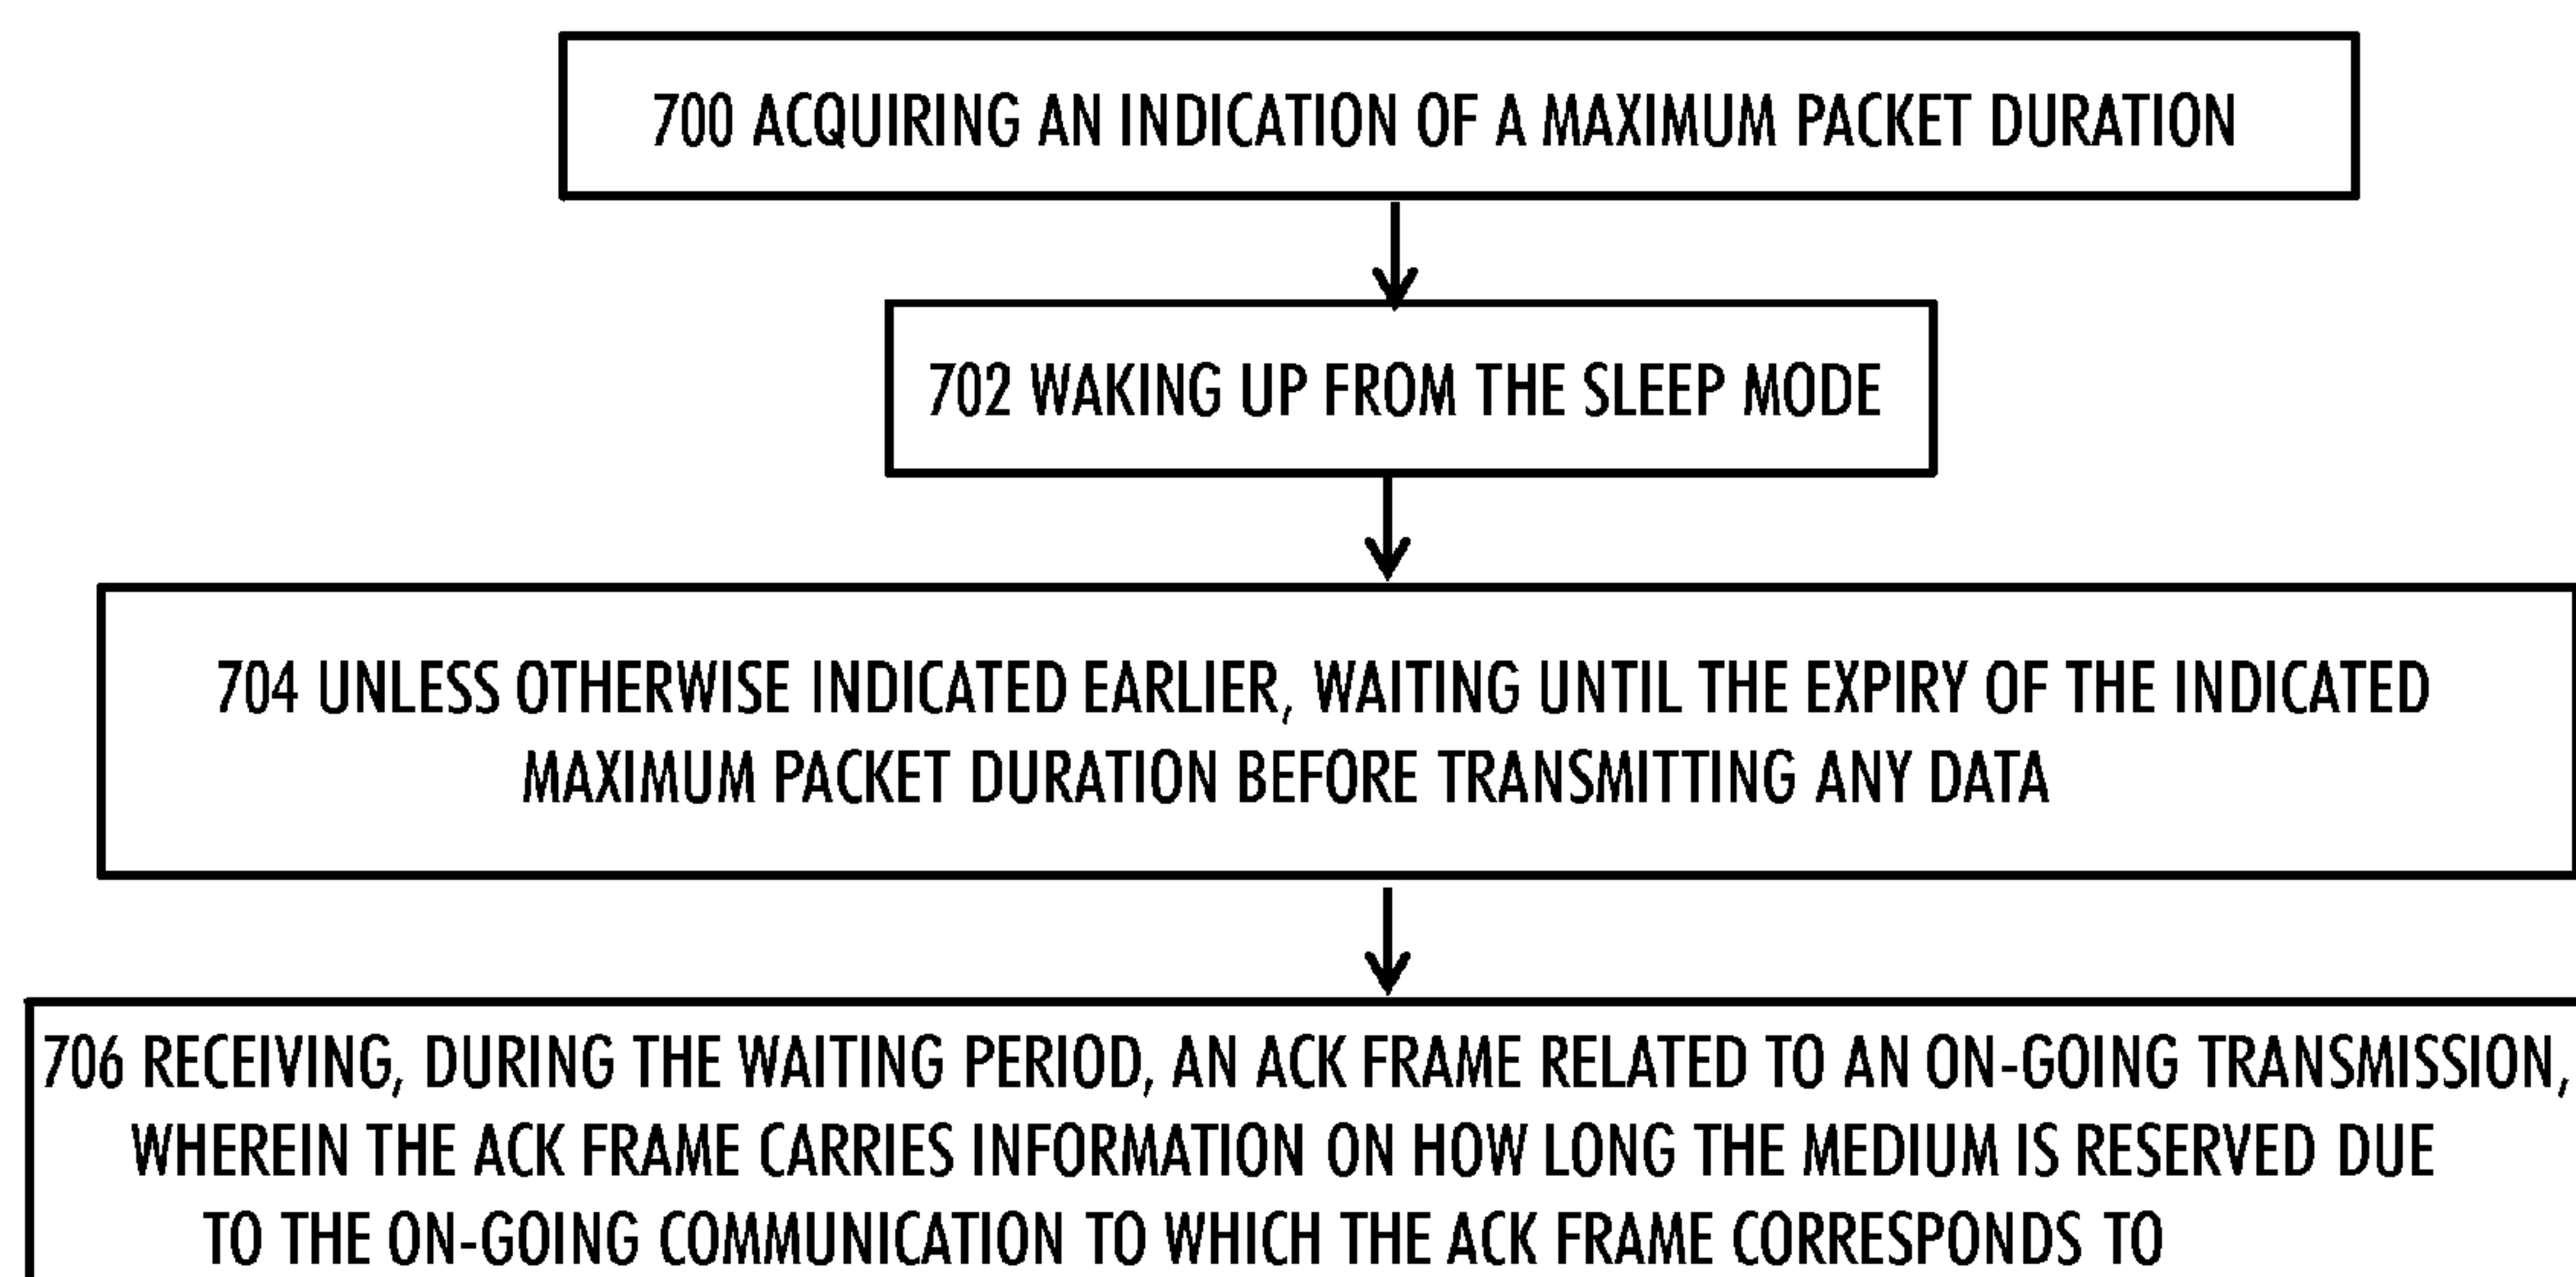 700 ACQUIRING AN INDICATION OF A MAXIMUM PACKET DURATION
702 WAKING UP FROM THE SLEEP MODE
704 UNLESS OTHERWISE INDICATED EARLIER, WAITING UNTIL THE EXPIRY OF THE INDICATED
MAXIMUM PACKET DURATION BEFORE TRANSMITTING ANY DATA
706 RECEIVING, DURING THE WAITING PERIOD, AN ACK FRAME RELATED TO AN ON-GOING TRANSMISSION,
WHEREIN THE ACK FRAME CARRIES INFORMATION ON HOW LONG THE MEDIUM IS RESERVED DUE
TO THE ON-GOING COMMUNICATION TO WHICH THE ACK FRAME CORRESPONDS TO